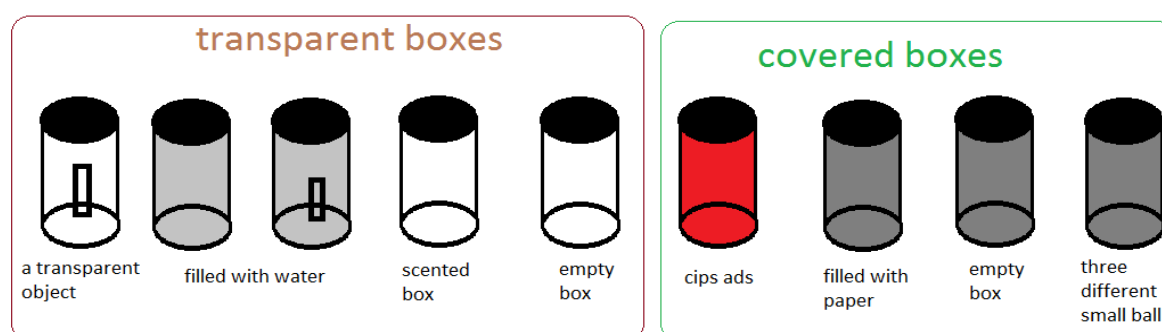 transparent boxes
a transparent
object
filled with water
scented
box
empty
box
covered boxes
cips ads
filled with
paper
empty
box
three
different
small ball